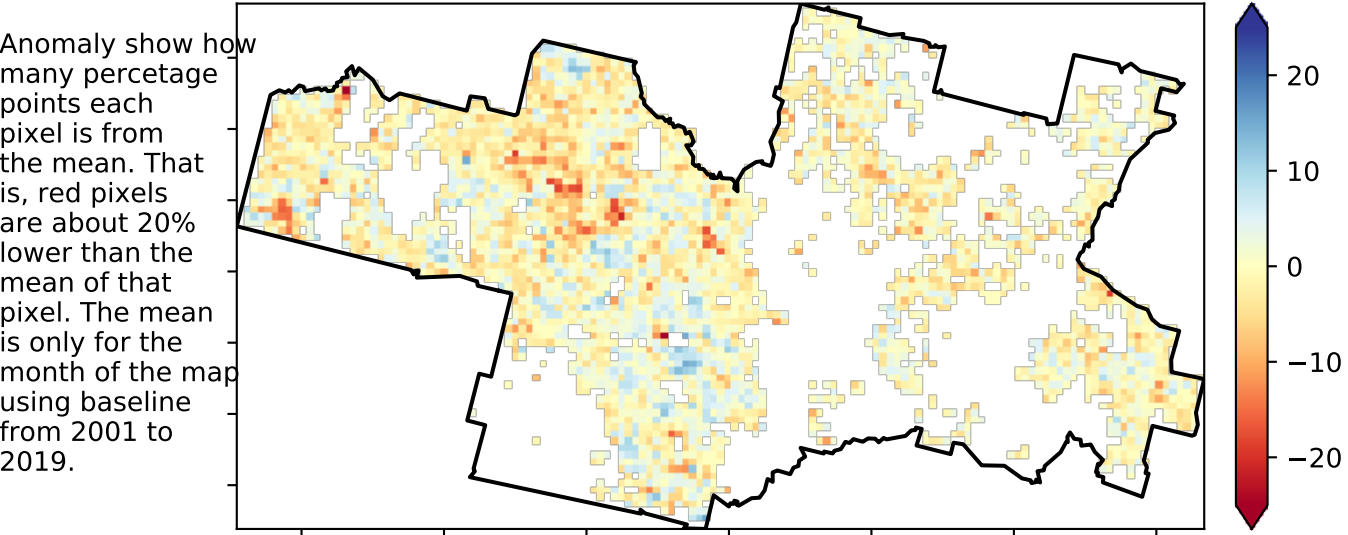 Anomaly show how
many percetage
points each
pixel is from
the mean. That
is, red pixels
are about 20%
lower than the
mean of that
pixel. The mean
is only for the
month of the map
using baseline
from 2001 to
2019.
20
10
0
−10
−20